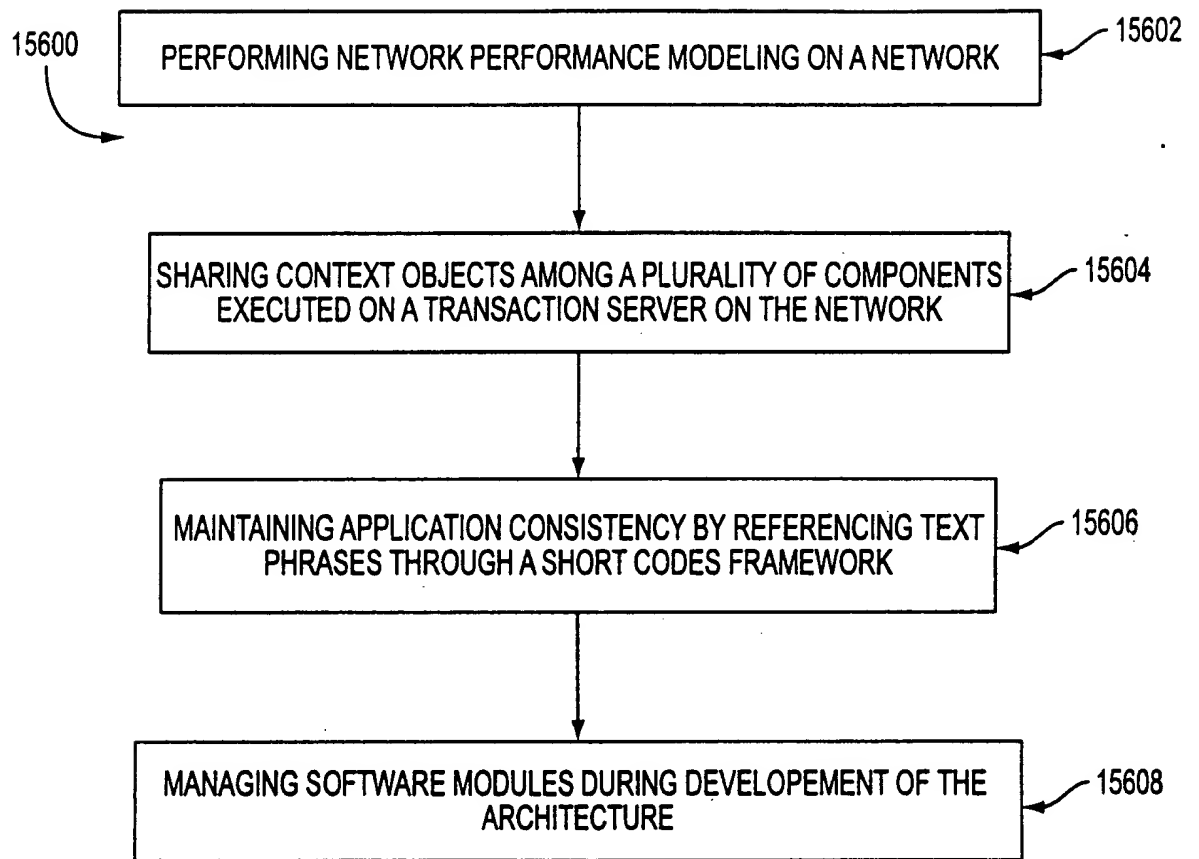 15600
15602
PERFORMING NETWORK PERFORMANCE MODELING ON A NETWORK
SHARING CONTEXT OBJECTS AMONG A PLURALITY OF COMPONENTS
EXECUTED ON A TRANSACTION SERVER ON THE NETWORK
15604
MAINTAINING APPLICATION CONSISTENCY BY REFERENCING TEXT
PHRASES THROUGH A SHORT CODES FRAMEWORK
15606
MANAGING SOFTWARE MODULES DURING DEVELOPEMENT OF THE
ARCHITECTURE
15608